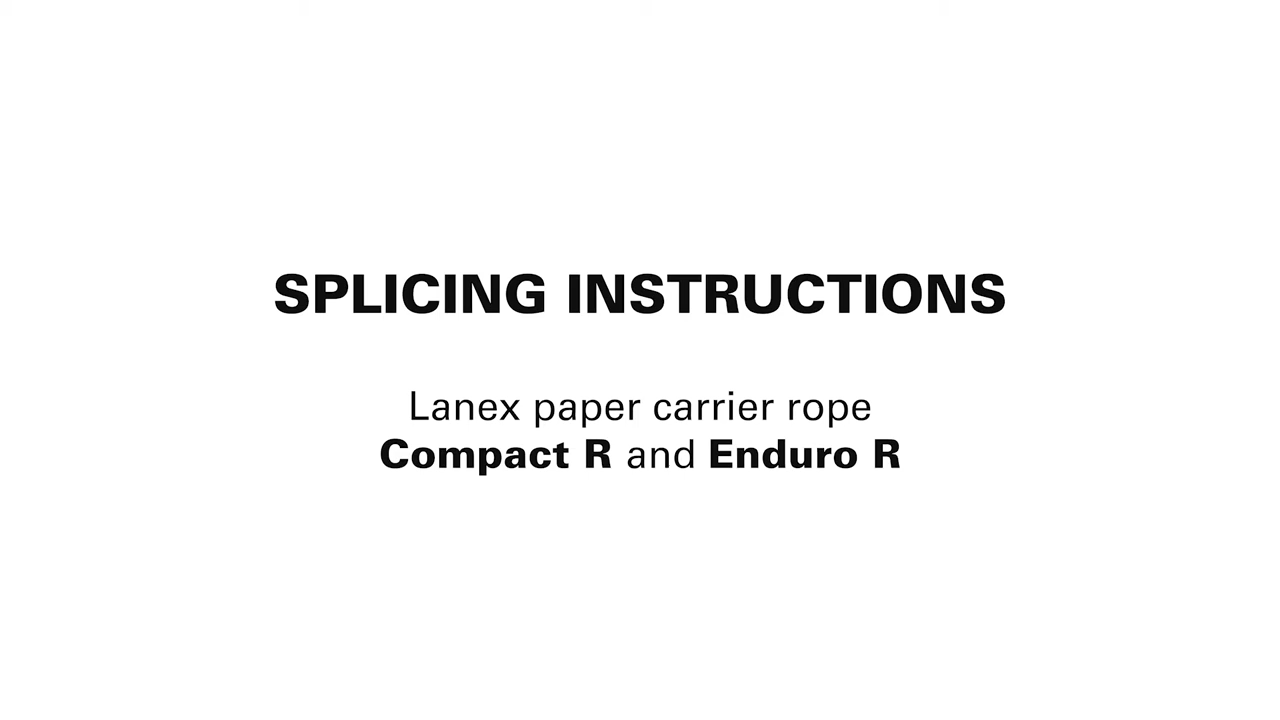 SPLICING INSTRUCTIONS
Lanex paper carrier rope
Compact R and Enduro R